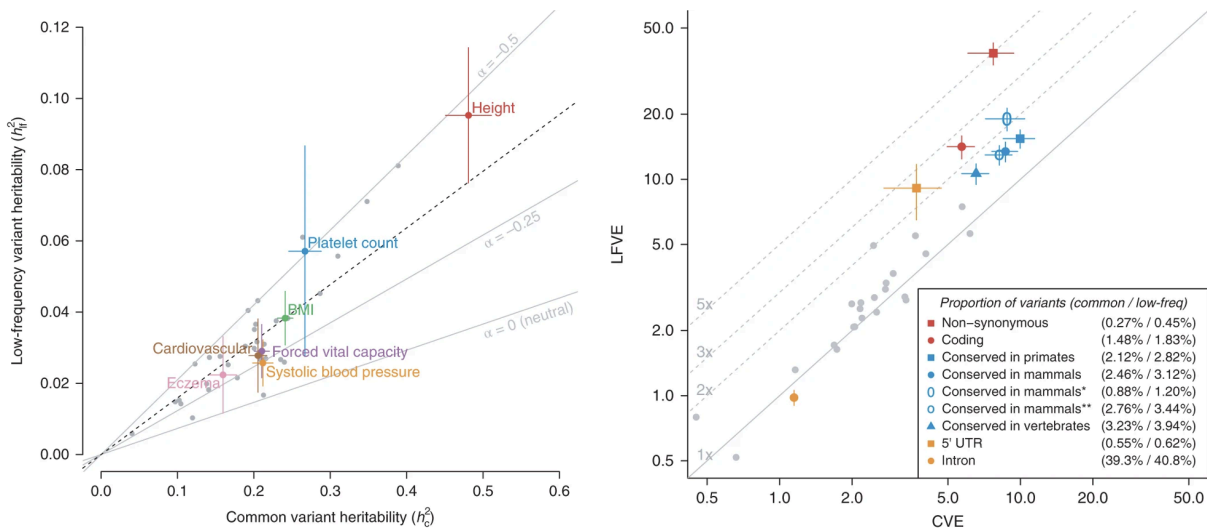 0.12
0.10
0.08
0.06
0.04
0.02
0.00
Low-frequency variant heritability (h²lf)
0.0 0.1 0.2 0.3 0.4 0.5 0.6
Common variant heritability (h²c)
α = −0.5
Height
Platelet count
α = −0.25
BMI
α = 0 (neutral)
Cardiovascular
Forced vital capacity
Systolic blood pressure
Eczema
50.0
20.0
10.0
5.0
2.0
1.0
0.5
LFVE
0.5 1.0 2.0 5.0 10.0 20.0 50.0
CVE
5x
3x
2x
1x
Proportion of variants (common / low-freq)
Non−synonymous (0.27% / 0.45%)
Coding (1.48% / 1.83%)
Conserved in primates (2.12% / 2.82%)
Conserved in mammals (2.46% / 3.12%)
Conserved in mammals* (0.88% / 1.20%)
Conserved in mammals** (2.76% / 3.44%)
Conserved in vertebrates (3.23% / 3.94%)
5' UTR (0.55% / 0.62%)
Intron (39.3% / 40.8%)